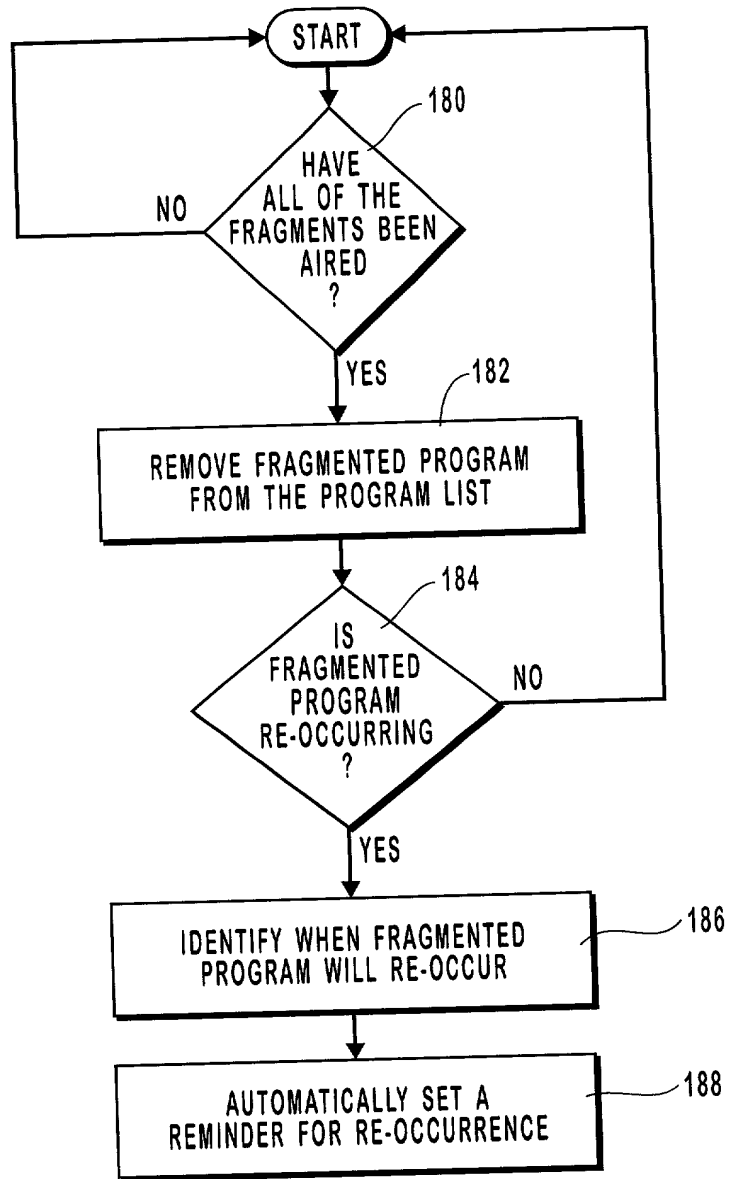 START
180
HAVE
ALL OF THE
FRAGMENTS BEEN
AIRED
?
NO
YES
182
REMOVE FRAGMENTED PROGRAM
FROM THE PROGRAM LIST
184
IS
FRAGMENTED
PROGRAM
RE-OCCURRING
?
NO
YES
186
IDENTIFY WHEN FRAGMENTED
PROGRAM WILL RE-OCCUR
188
AUTOMATICALLY SET A
REMINDER FOR RE-OCCURRENCE